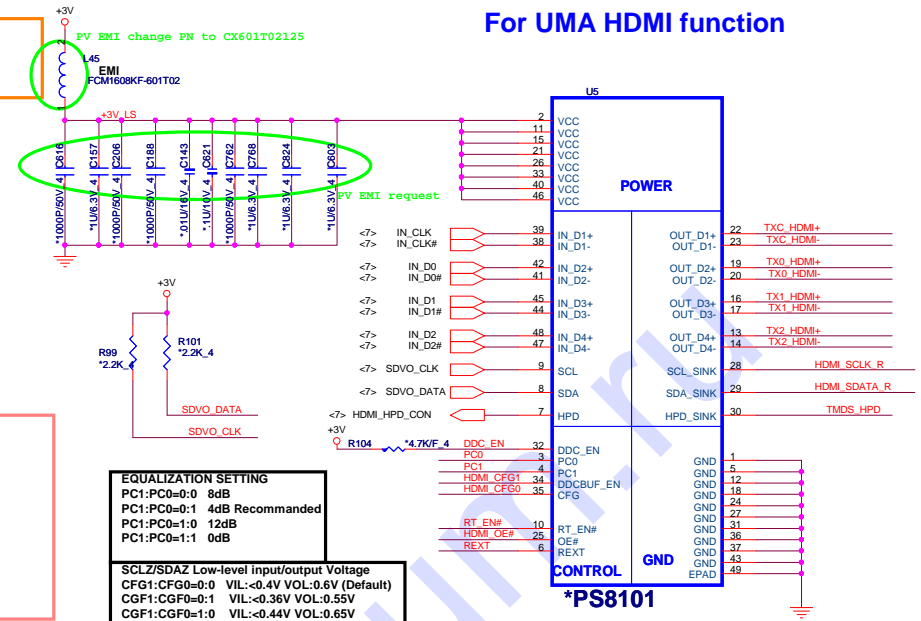 For UMA HDMI function
+3V
PV EMI change PN to CX601T02125
2
L45
EMI
FCM1608KF-601T02
1
+3V_LS
C616
C157
C206
C188
C143
C621
C762
C768
C824
C603
*1000P/50V_4
*1U/6.3V_4
*1000P/50V_4
*1000P/50V_4
*.01U/16V_4
*.1U/10V_4
*1000P/50V_4
*1U/6.3V_4
*1U/6.3V_4
*1000P/50V_4
PV EMI request
+3V
R99
*2.2K_4
R101
*2.2K_4
SDVO_DATA
SDVO_CLK
U5
2 VCC
11 VCC
15 VCC
21 VCC
26 VCC
33 VCC
40 VCC
46 VCC
POWER
<7> IN_CLK 39 IN_D1+
<7> IN_CLK# 38 IN_D1-
<7> IN_D0 42 IN_D2+
<7> IN_D0# 41 IN_D2-
<7> IN_D1 45 IN_D3+
<7> IN_D1# 44 IN_D3-
<7> IN_D2 48 IN_D4+
<7> IN_D2# 47 IN_D4-
<7> SDVO_CLK 9 SCL
<7> SDVO_DATA 8 SDA
<7> HDMI_HPD_CON 7 HPD
OUT_D1+ 22 TXC_HDMI+
OUT_D1- 23 TXC_HDMI-
OUT_D2+ 19 TX0_HDMI+
OUT_D2- 20 TX0_HDMI-
OUT_D3+ 16 TX1_HDMI+
OUT_D3- 17 TX1_HDMI-
OUT_D4+ 13 TX2_HDMI+
OUT_D4- 14 TX2_HDMI-
SCL_SINK 28 HDMI_SCLK_R
SDA_SINK 29 HDMI_SDATA_R
HPD_SINK 30 TMDS_HPD
+3V
R104 *4.7K/F_4 DDC_EN 32 DDC_EN
PC0 3 PC0
PC1 4 PC1
HDMI_CFG1 34 DDCBUF_EN
HDMI_CFG0 35 CFG
RT_EN# 10 RT_EN#
HDMI_OE# 25 OE#
REXT 6 REXT
CONTROL
GND 1
GND 5
GND 12
GND 18
GND 24
GND 27
GND 31
GND 36
GND 37
GND 43
EPAD 49
GND
*PS8101
EQUALIZATION SETTING
PC1:PC0=0:0 8dB
PC1:PC0=0:1 4dB Recommanded
PC1:PC0=1:0 12dB
PC1:PC0=1:1 0dB
SCLZ/SDAZ Low-level input/output Voltage
CFG1:CFG0=0:0 VIL:<0.4V VOL:0.6V (Default)
CGF1:CGF0=0:1 VIL:<0.36V VOL:0.55V
CGF1:CGF0=1:0 VIL:<0.44V VOL:0.65V